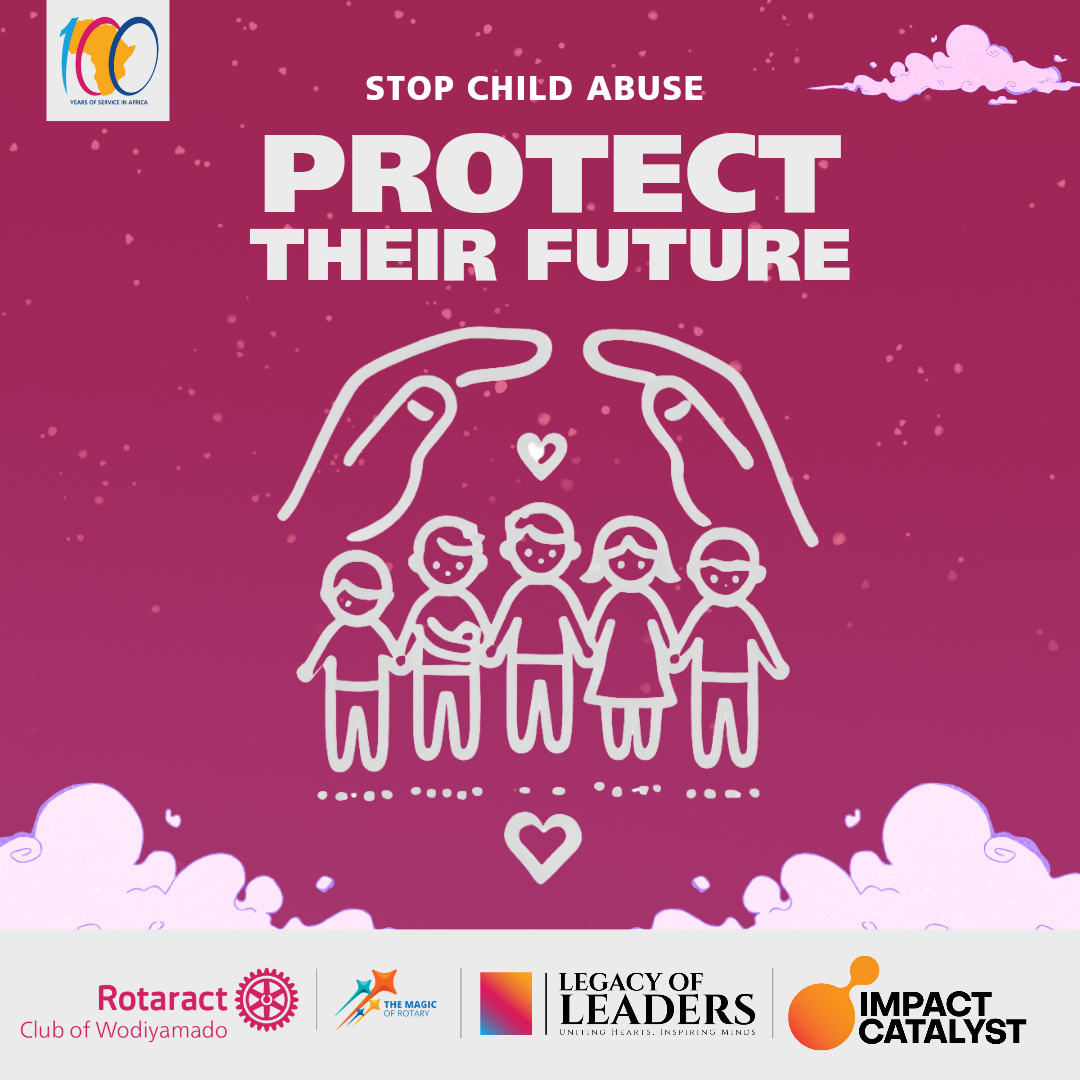 100
YEARS OF SERVICE IN AFRICA
STOP CHILD ABUSE
PROTECT
THEIR FUTURE
Rotaract
Club of Wodiyamado
THE MAGIC
OF ROTARY
LEGACY OF
LEADERS
UNITING HEARTS, INSPIRING MINDS
IMPACT
CATALYST